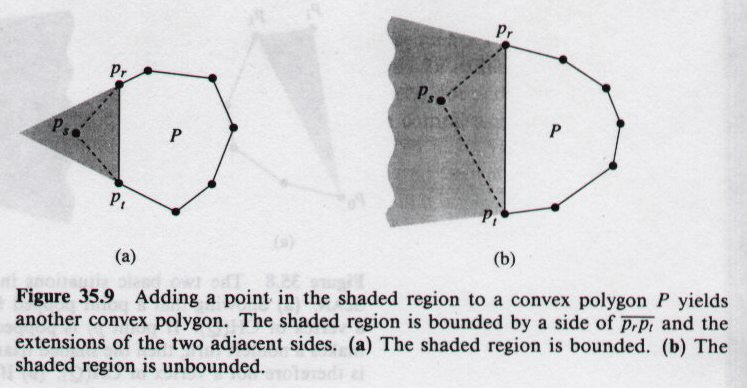 p_r
p_s
P
p_t
(a)
p_r
p_s
P
p_t
(b)
Figure 35.9 Adding a point in the shaded region to a convex polygon P yields
another convex polygon. The shaded region is bounded by a side of p_r p_t and the
extensions of the two adjacent sides. (a) The shaded region is bounded. (b) The
shaded region is unbounded.